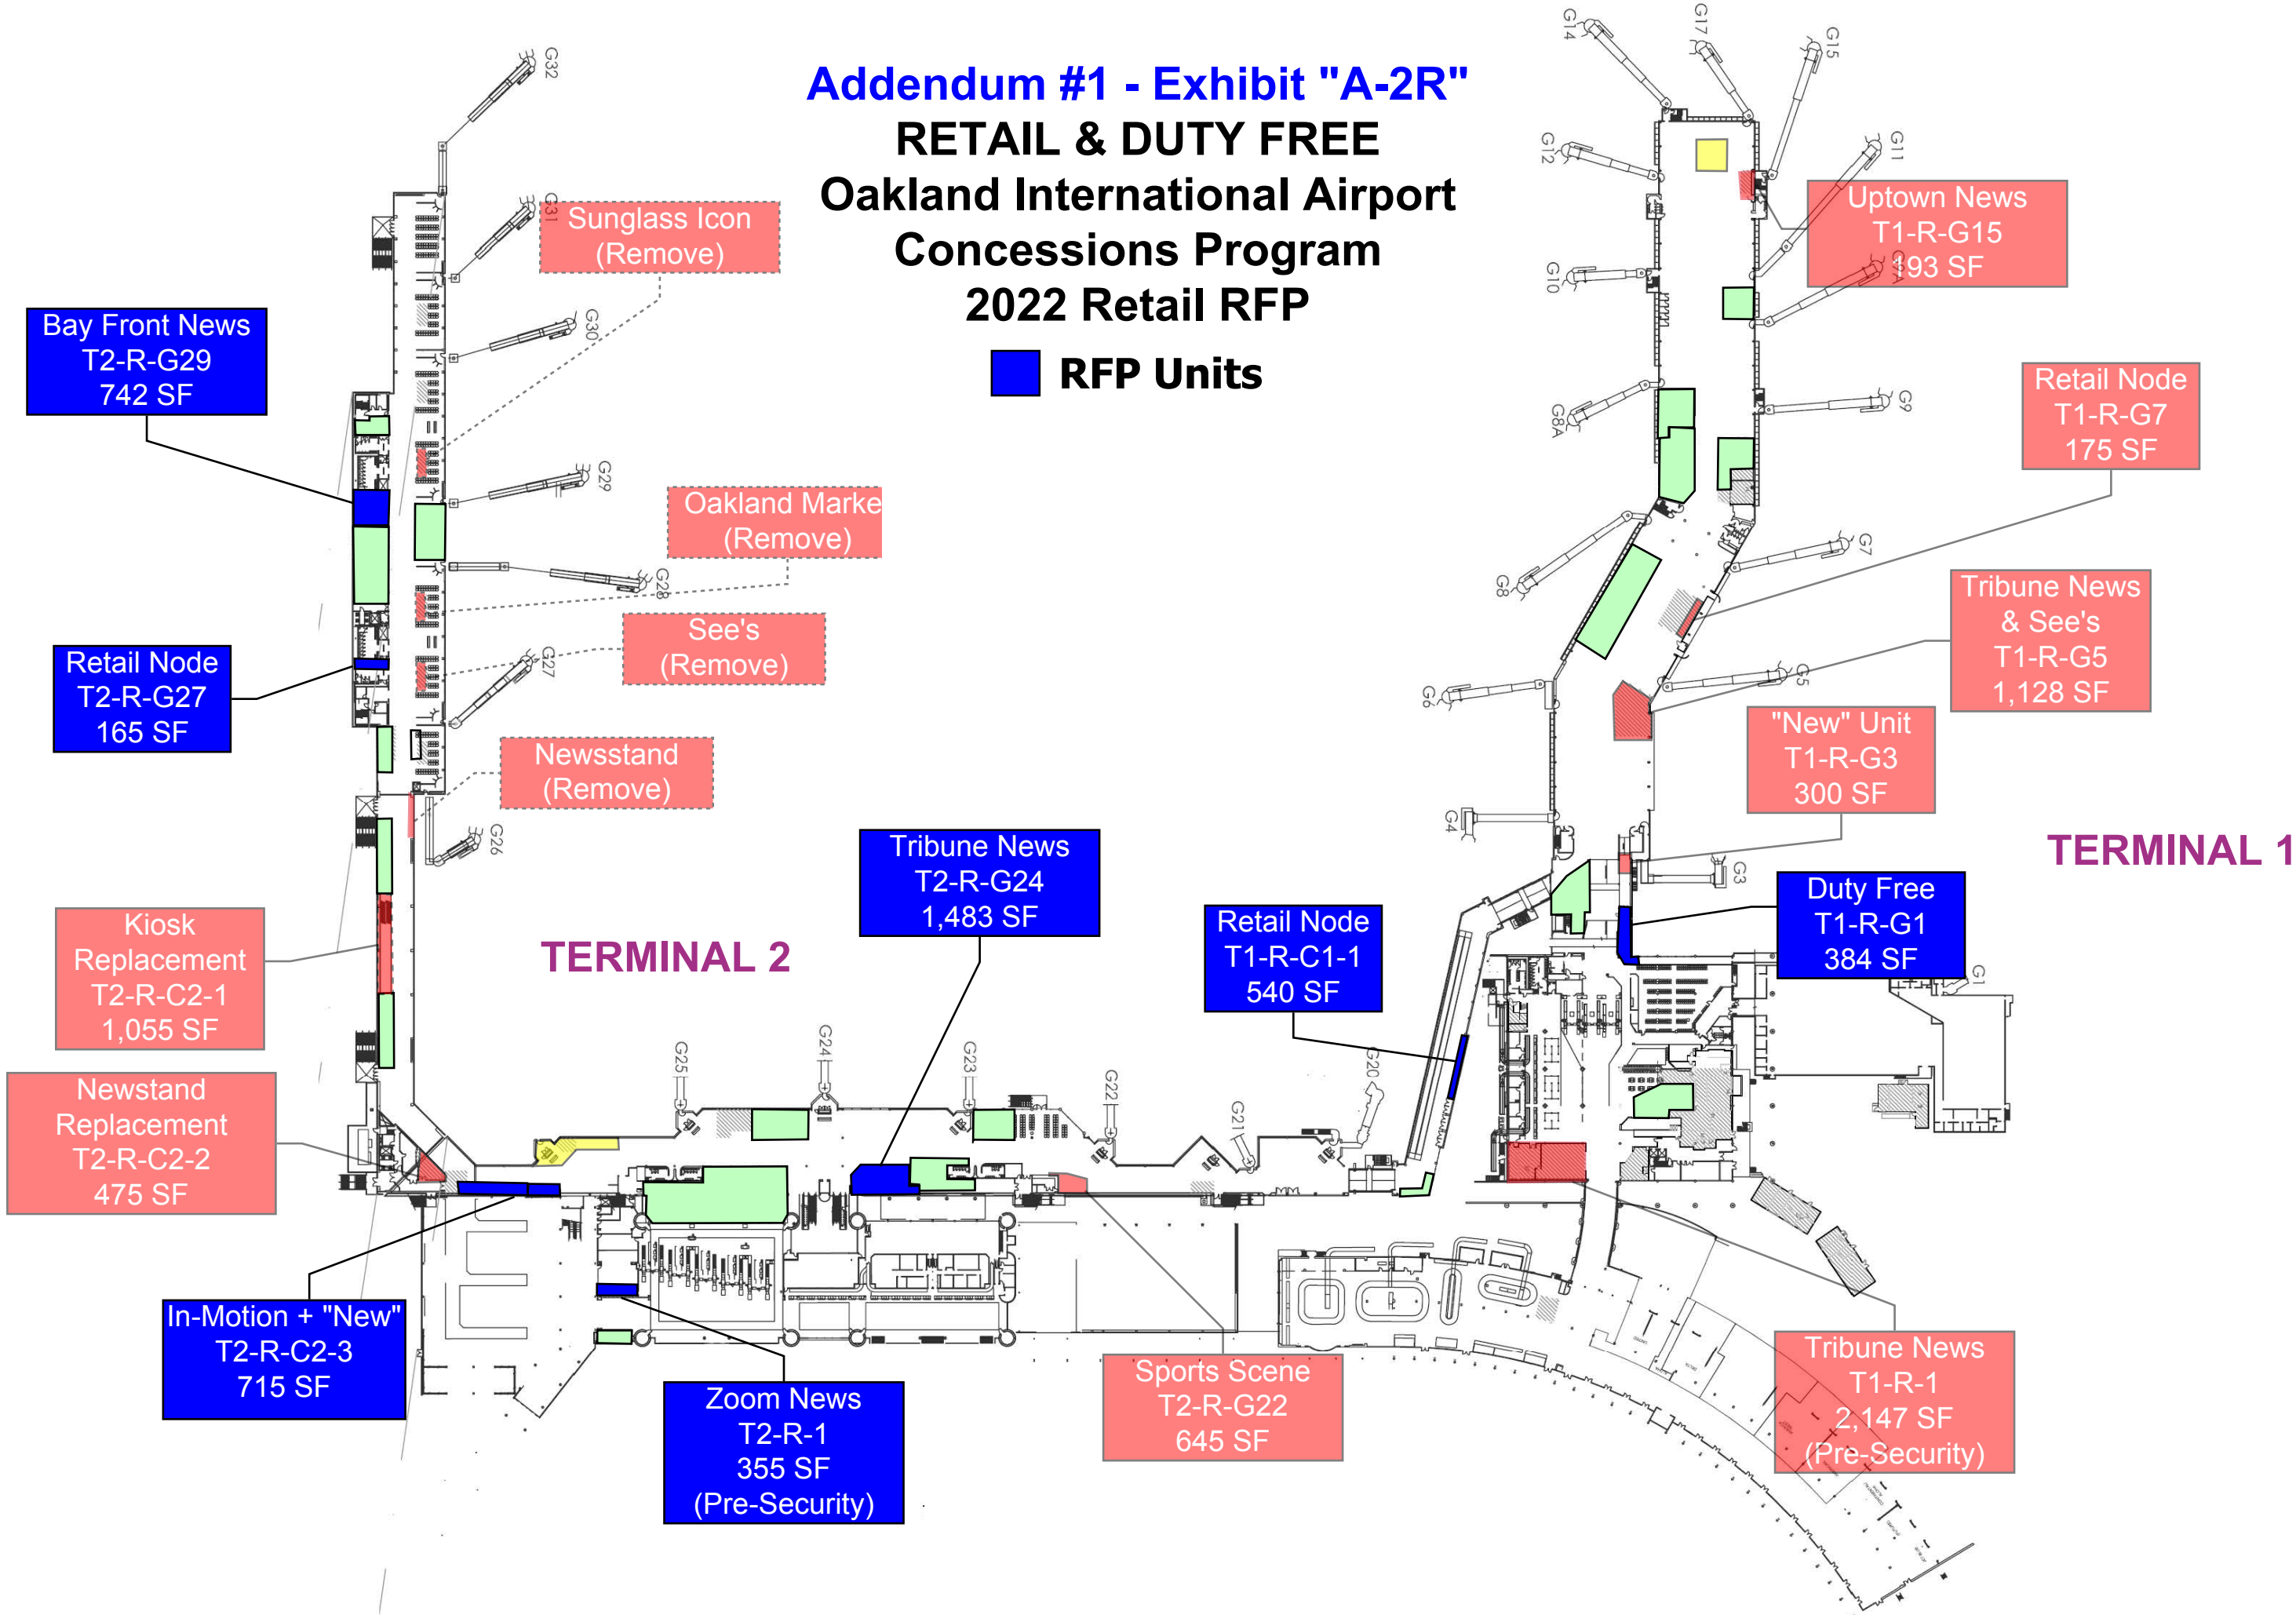 Addendum #1 - Exhibit "A-2R"
RETAIL & DUTY FREE
Oakland International Airport
Concessions Program
2022 Retail RFP
RFP Units
G32
G31
G30
G29
G28
G27
G26
Sunglass Icon
(Remove)
Bay Front News
T2-R-G29
742 SF
Oakland Marke
(Remove)
See's
(Remove)
Retail Node
T2-R-G27
165 SF
Newsstand
(Remove)
Kiosk
Replacement
T2-R-C2-1
1,055 SF
Newstand
Replacement
T2-R-C2-2
475 SF
In-Motion + "New"
T2-R-C2-3
715 SF
TERMINAL 2
Tribune News
T2-R-G24
1,483 SF
G25
G24
G23
G22
G21
G20
Zoom News
T2-R-1
355 SF
(Pre-Security)
Sports Scene
T2-R-G22
645 SF
Retail Node
T1-R-C1-1
540 SF
G14
G17
G15
G12
G11
G10
Uptown News
T1-R-G15
193 SF
G8A
G9
Retail Node
T1-R-G7
175 SF
G8
G7
Tribune News
& See's
T1-R-G5
1,128 SF
G6
G5
"New" Unit
T1-R-G3
300 SF
G4
G3
TERMINAL 1
Duty Free
T1-R-G1
384 SF
G1
Tribune News
T1-R-1
2,147 SF
(Pre-Security)